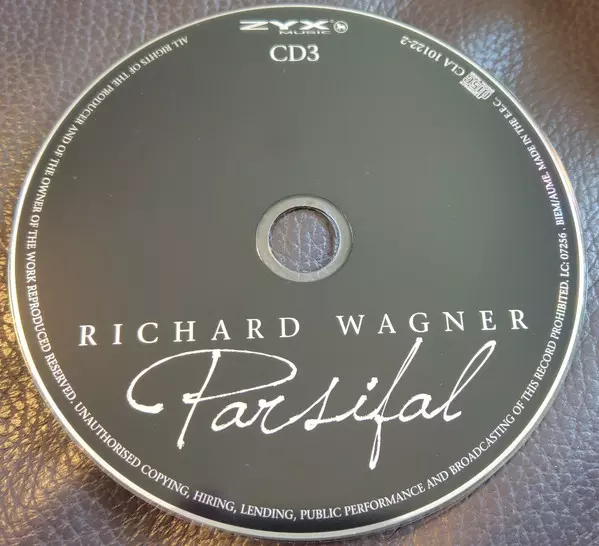 ZYX
MUSIC
CD3
RICHARD WAGNER
Parsifal
ALL RIGHTS OF THE PRODUCER AND OF THE OWNER OF THE WORK REPRODUCED RESERVED. UNAUTHORISED COPYING, HIRING, LENDING, PUBLIC PERFORMANCE AND BROADCASTING OF THIS RECORD PROHIBITED. LC: 07256 . BIEM/AUME. MADE IN THE E.E.C.
CLA 10122-2